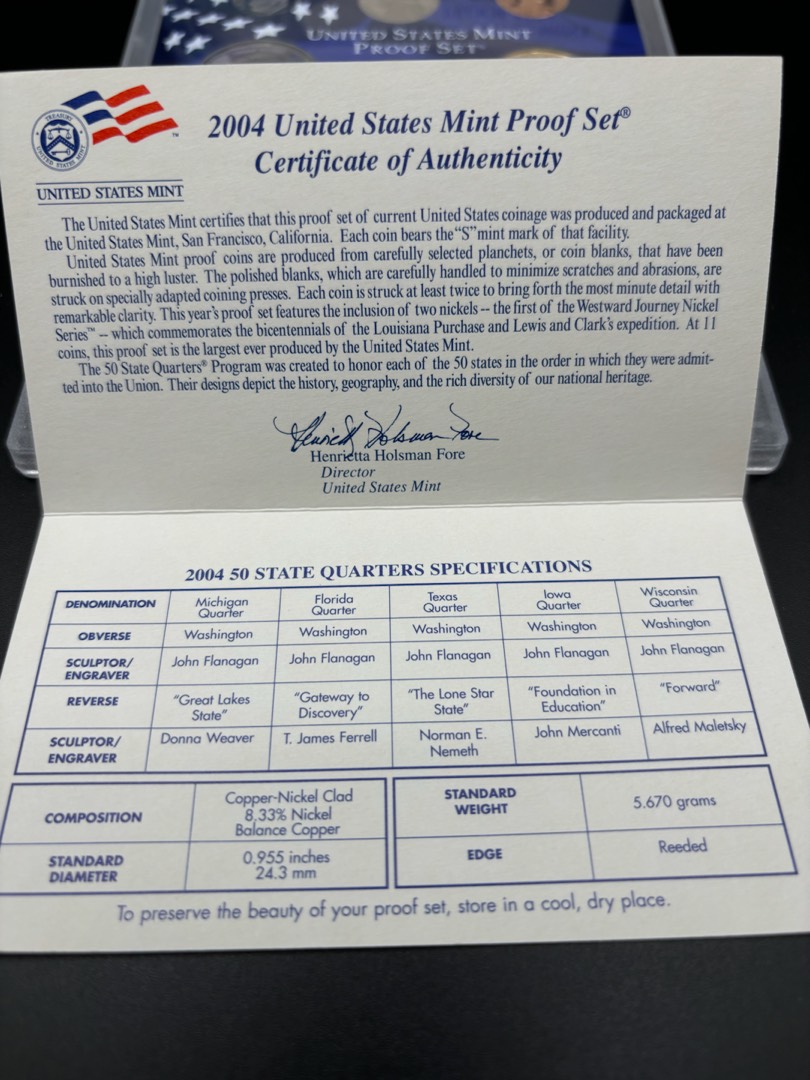 UNITED STATES MINT
PROOF SET™
TREASURY
UNITED STATES MINT
2004 United States Mint Proof Set®
Certificate of Authenticity
UNITED STATES MINT
The United States Mint certifies that this proof set of current United States coinage was produced and packaged at
the United States Mint, San Francisco, California. Each coin bears the "S" mint mark of that facility.
United States Mint proof coins are produced from carefully selected planchets, or coin blanks, that have been
burnished to a high luster. The polished blanks, which are carefully handled to minimize scratches and abrasions, are
struck on specially adapted coining presses. Each coin is struck at least twice to bring forth the most minute detail with
remarkable clarity. This year's proof set features the inclusion of two nickels -- the first of the Westward Journey Nickel
Series™ -- which commemorates the bicentennials of the Louisiana Purchase and Lewis and Clark's expedition. At 11
coins, this proof set is the largest ever produced by the United States Mint.
The 50 State Quarters® Program was created to honor each of the 50 states in the order in which they were admit-
ted into the Union. Their designs depict the history, geography, and the rich diversity of our national heritage.
Henrietta Holsman Fore
Henrietta Holsman Fore
Director
United States Mint
2004 50 STATE QUARTERS SPECIFICATIONS
DENOMINATION Michigan Quarter Florida Quarter Texas Quarter Iowa Quarter Wisconsin Quarter
OBVERSE Washington Washington Washington Washington Washington
SCULPTOR/ENGRAVER John Flanagan John Flanagan John Flanagan John Flanagan John Flanagan
REVERSE "Great Lakes State" "Gateway to Discovery" "The Lone Star State" "Foundation in Education" "Forward"
SCULPTOR/ENGRAVER Donna Weaver T. James Ferrell Norman E. Nemeth John Mercanti Alfred Maletsky
COMPOSITION Copper-Nickel Clad 8.33% Nickel Balance Copper
STANDARD WEIGHT 5.670 grams
STANDARD DIAMETER 0.955 inches 24.3 mm
EDGE Reeded
To preserve the beauty of your proof set, store in a cool, dry place.